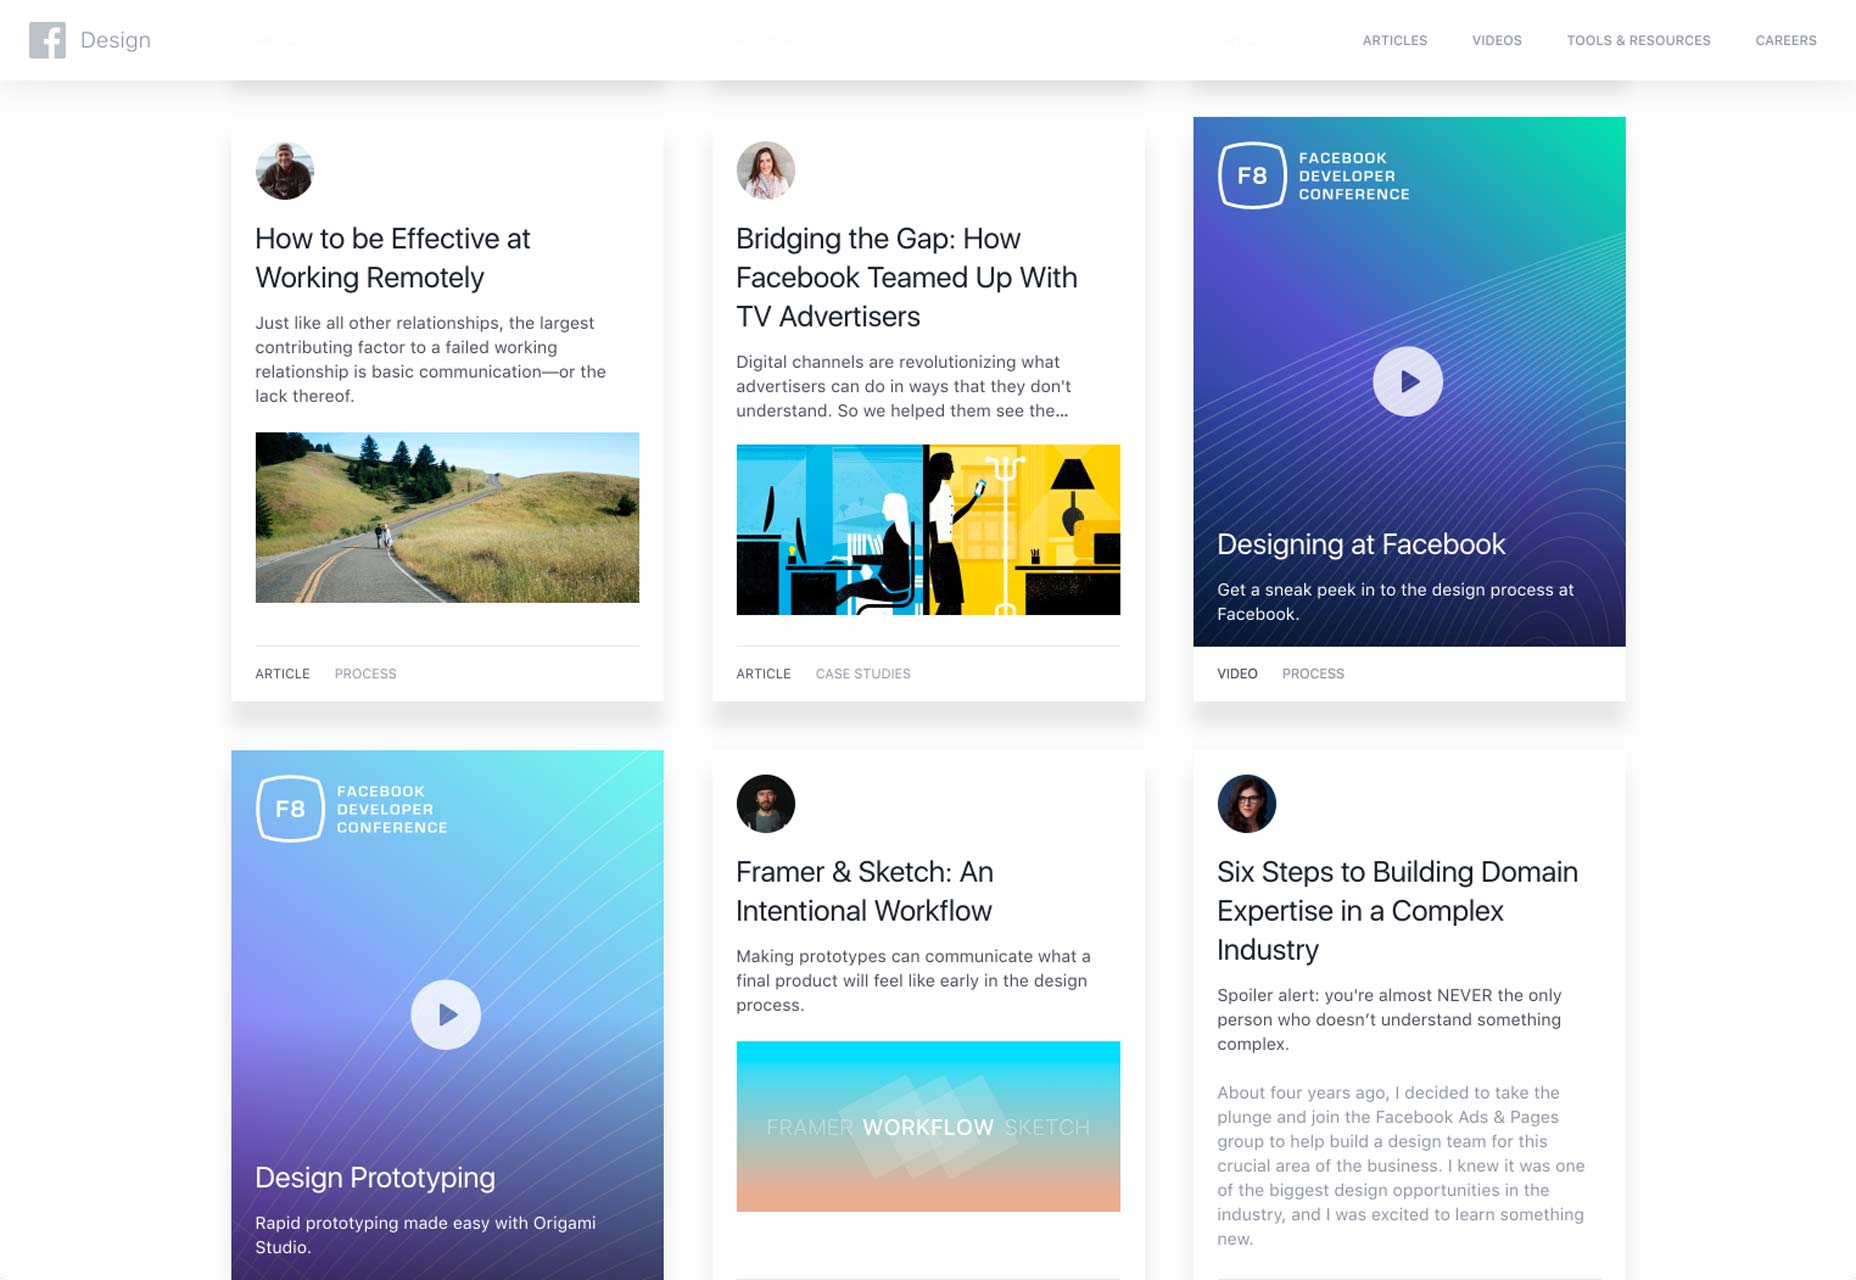 Design
ARTICLES
VIDEOS
TOOLS & RESOURCES
CAREERS
How to be Effective at
Working Remotely
Just like all other relationships, the largest
contributing factor to a failed working
relationship is basic communication—or the
lack thereof.
ARTICLE PROCESS
Bridging the Gap: How
Facebook Teamed Up With
TV Advertisers
Digital channels are revolutionizing what
advertisers can do in ways that they don't
understand. So we helped them see the...
ARTICLE CASE STUDIES
F8
FACEBOOK
DEVELOPER
CONFERENCE
Designing at Facebook
Get a sneak peek in to the design process at
Facebook.
VIDEO PROCESS
F8
FACEBOOK
DEVELOPER
CONFERENCE
Design Prototyping
Rapid prototyping made easy with Origami
Studio.
Framer & Sketch: An
Intentional Workflow
Making prototypes can communicate what a
final product will feel like early in the design
process.
FRAMER WORKFLOW SKETCH
Six Steps to Building Domain
Expertise in a Complex
Industry
Spoiler alert: you're almost NEVER the only
person who doesn’t understand something
complex.
About four years ago, I decided to take the
plunge and join the Facebook Ads & Pages
group to help build a design team for this
crucial area of the business. I knew it was one
of the biggest design opportunities in the
industry, and I was excited to learn something
new.